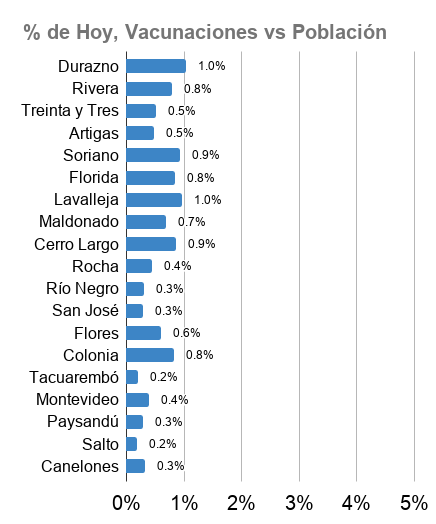 % de Hoy, Vacunaciones vs Población
Durazno 1.0%
Rivera 0.8%
Treinta y Tres 0.5%
Artigas 0.5%
Soriano 0.9%
Florida 0.8%
Lavalleja 1.0%
Maldonado 0.7%
Cerro Largo 0.9%
Rocha 0.4%
Río Negro 0.3%
San José 0.3%
Flores 0.6%
Colonia 0.8%
Tacuarembó 0.2%
Montevideo 0.4%
Paysandú 0.3%
Salto 0.2%
Canelones 0.3%
0% 1% 2% 3% 4% 5%